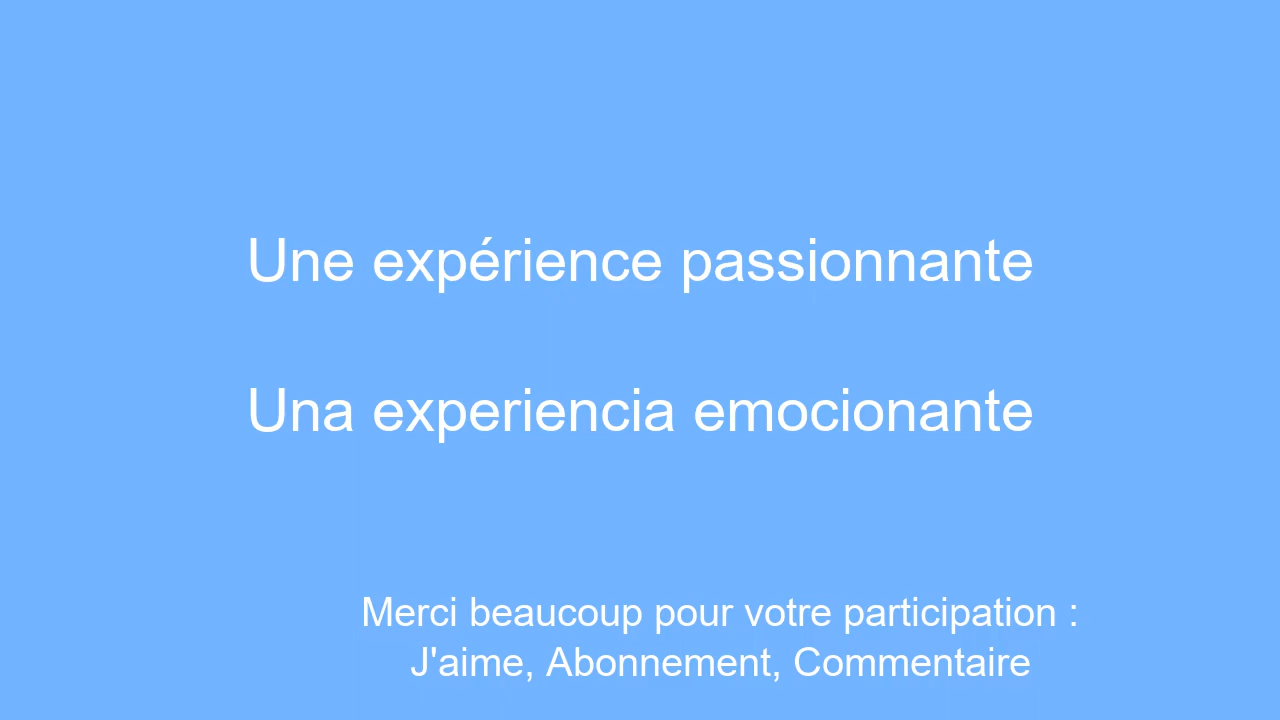 Une expérience passionnante
Una experiencia emocionante
Merci beaucoup pour votre participation :
J'aime, Abonnement, Commentaire